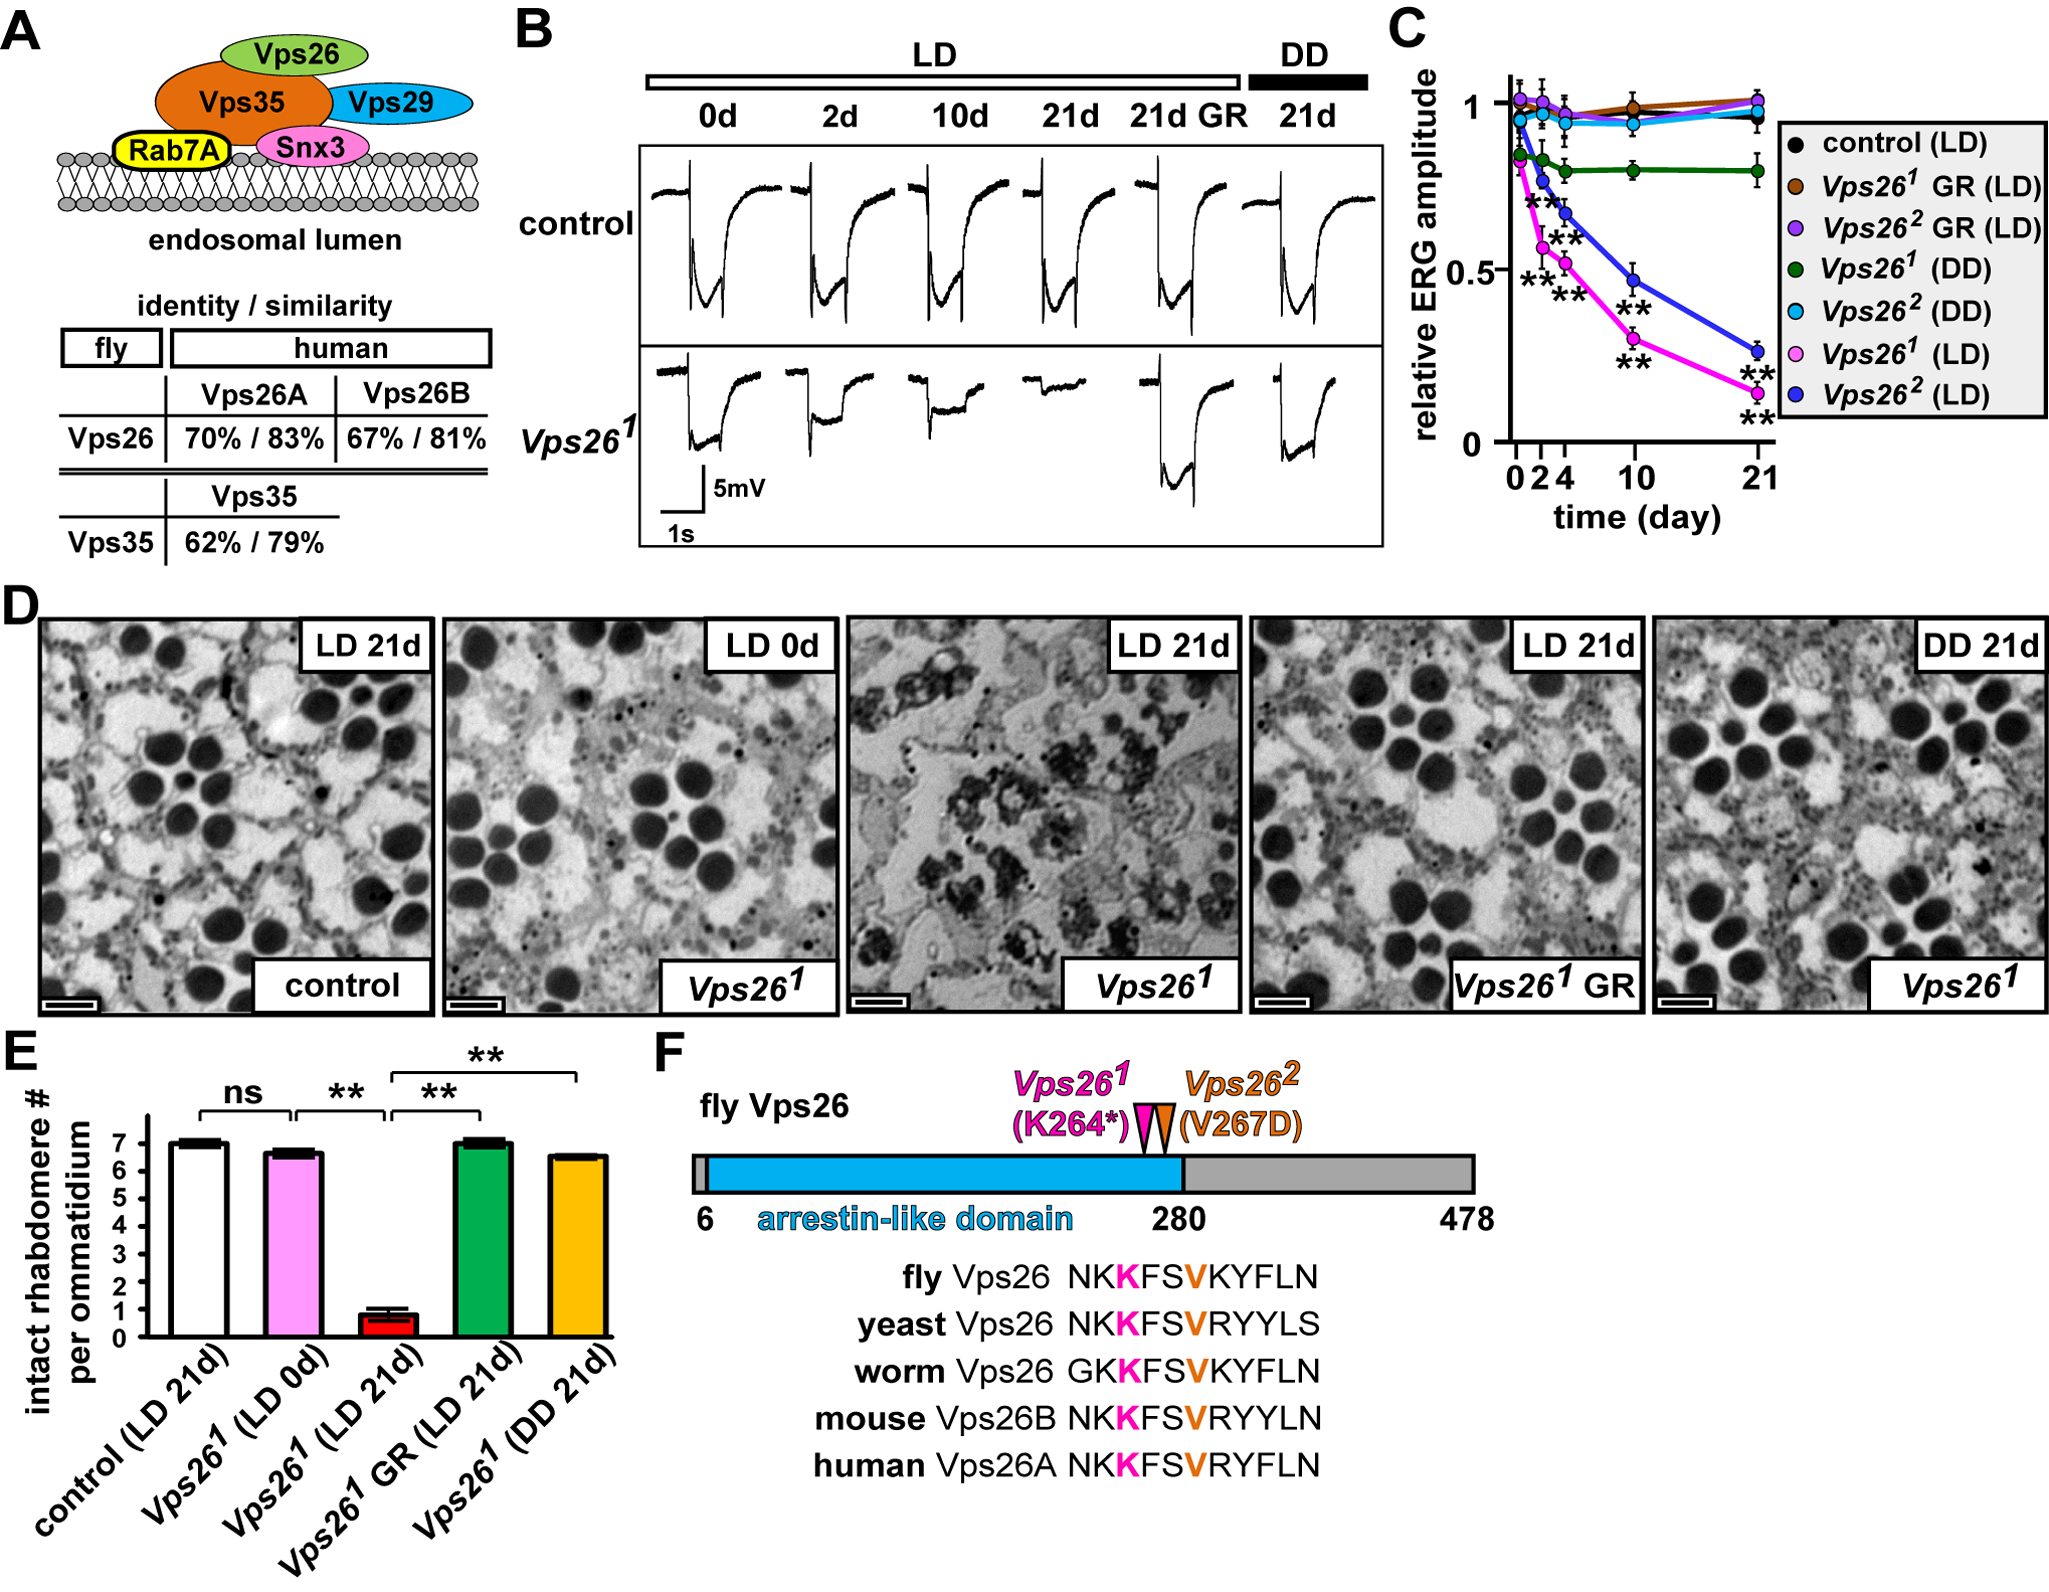 A
Vps26
Vps35
Vps29
Rab7A
Snx3
endosomal lumen
identity / similarity
fly
human
Vps26A
Vps26B
Vps26
70% / 83%
67% / 81%
Vps35
Vps35
62% / 79%
B
LD
DD
0d
2d
10d
21d
21d GR
21d
control
Vps26¹
5mV
1s
C
relative ERG amplitude
1
0.5
0
0 2 4 10 21
time (day)
**
**
**
**
**
**
**
**
control (LD)
Vps26¹ GR (LD)
Vps26² GR (LD)
Vps26¹ (DD)
Vps26² (DD)
Vps26¹ (LD)
Vps26² (LD)
D
LD 21d
control
LD 0d
Vps26¹
LD 21d
Vps26¹
LD 21d
Vps26¹ GR
DD 21d
Vps26¹
E
intact rhabdomere #
per ommatidium
7
6
5
4
3
2
1
0
ns
**
**
**
control (LD 21d)
Vps26¹ (LD 0d)
Vps26¹ (LD 21d)
Vps26¹ GR (LD 21d)
Vps26¹ (DD 21d)
F
fly Vps26
Vps26¹
(K264*)
Vps26²
(V267D)
6
arrestin-like domain
280
478
fly Vps26 NKKFSVKYFLN
yeast Vps26 NKKFSVRYYLS
worm Vps26 GKKFSVKYFLN
mouse Vps26B NKKFSVRYYLN
human Vps26A NKKFSVRYFLN